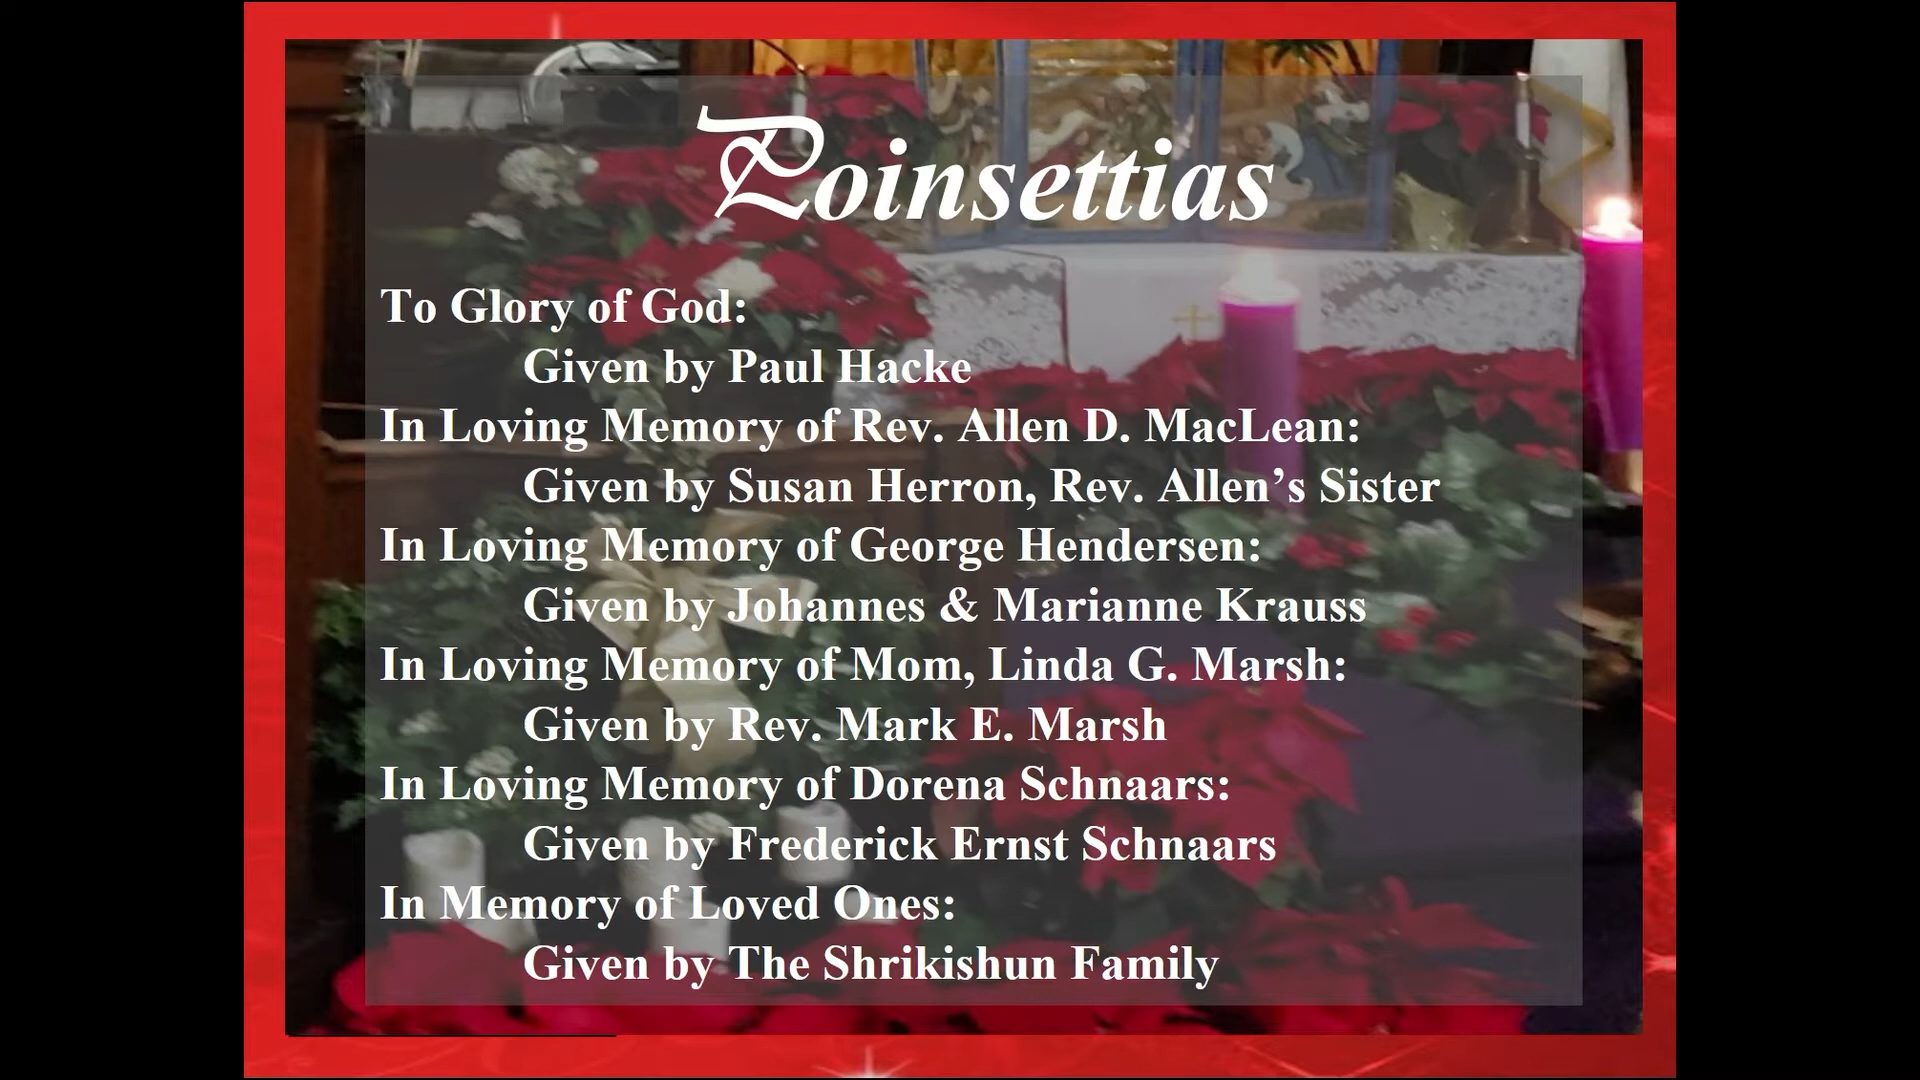 Poinsettias
To Glory of God:
Given by Paul Hacke
In Loving Memory of Rev. Allen D. MacLean:
Given by Susan Herron, Rev. Allen’s Sister
In Loving Memory of George Hendersen:
Given by Johannes & Marianne Krauss
In Loving Memory of Mom, Linda G. Marsh:
Given by Rev. Mark E. Marsh
In Loving Memory of Dorena Schnaars:
Given by Frederick Ernst Schnaars
In Memory of Loved Ones:
Given by The Shrikishun Family